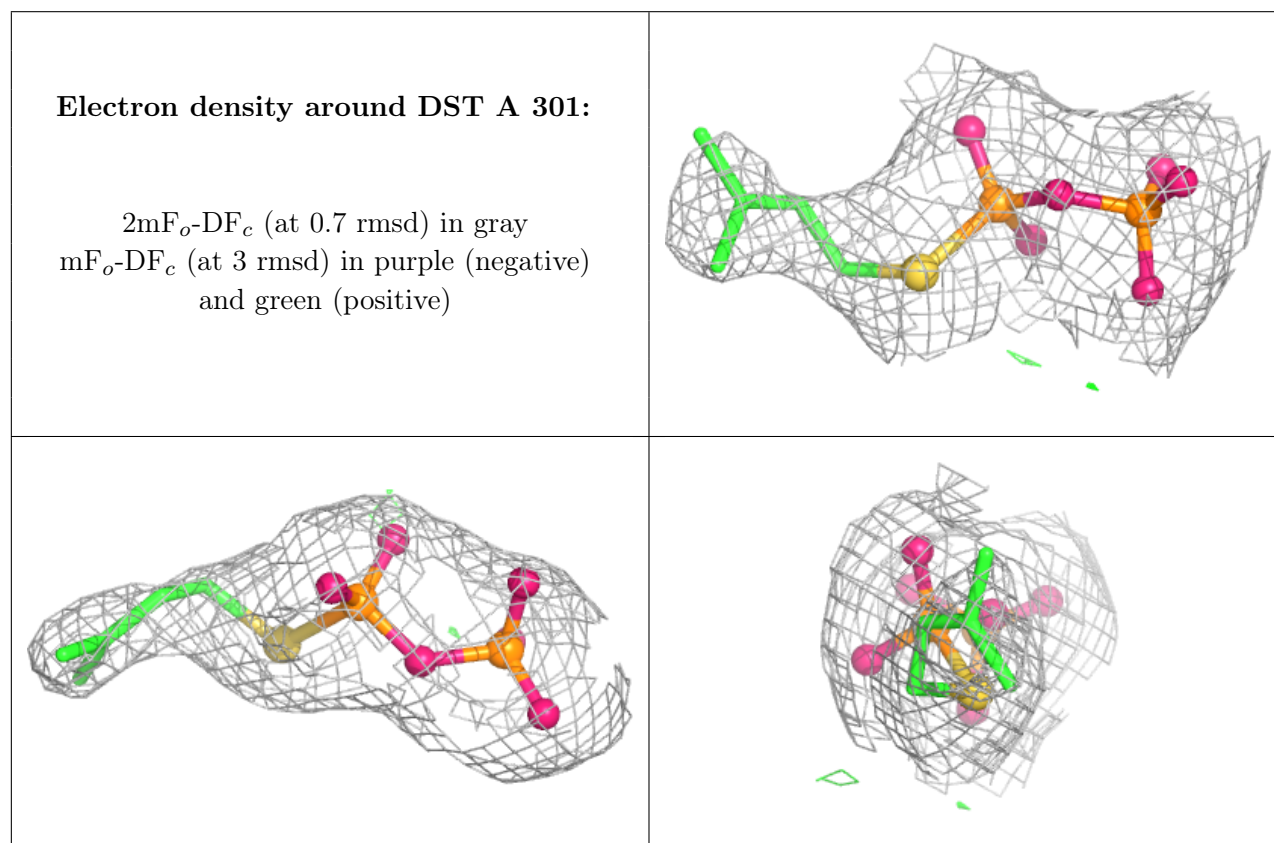 Electron density around DST A 301:
2mFo-DFc (at 0.7 rmsd) in gray
mFo-DFc (at 3 rmsd) in purple (negative)
and green (positive)